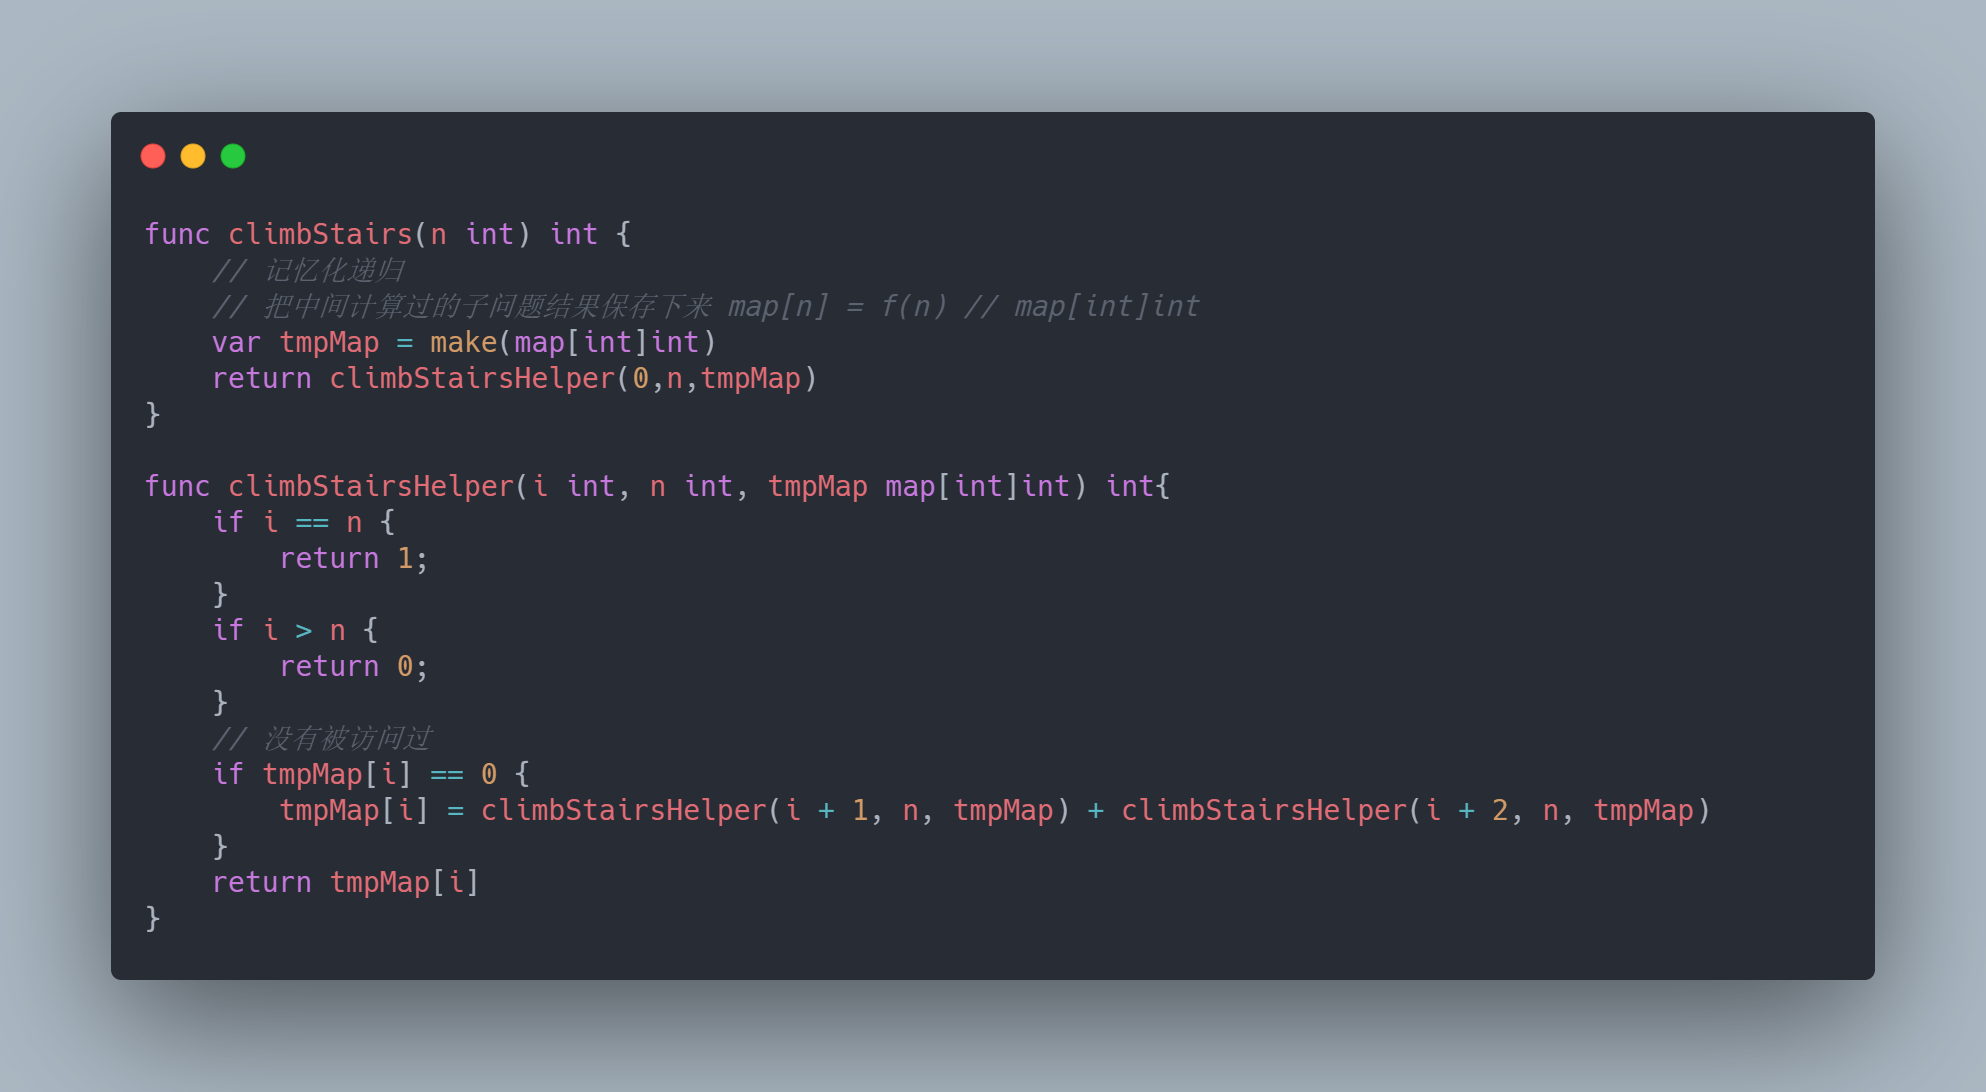 func climbStairs(n int) int {
    // 记忆化递归
    // 把中间计算过的子问题结果保存下来 map[n] = f(n) // map[int]int
    var tmpMap = make(map[int]int)
    return climbStairsHelper(0,n,tmpMap)
}

func climbStairsHelper(i int, n int, tmpMap map[int]int) int{
    if i == n {
        return 1;
    }
    if i > n {
        return 0;
    }
    // 没有被访问过
    if tmpMap[i] == 0 {
        tmpMap[i] = climbStairsHelper(i + 1, n, tmpMap) + climbStairsHelper(i + 2, n, tmpMap)
    }
    return tmpMap[i]
}